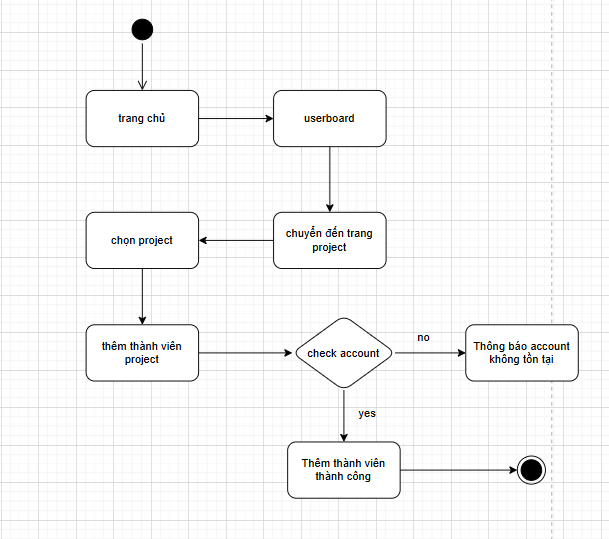 trang chủ
userboard
chọn project
chuyển đến trang
project
thêm thành viên
project
check account
no
Thông báo account
không tồn tại
yes
Thêm thành viên
thành công